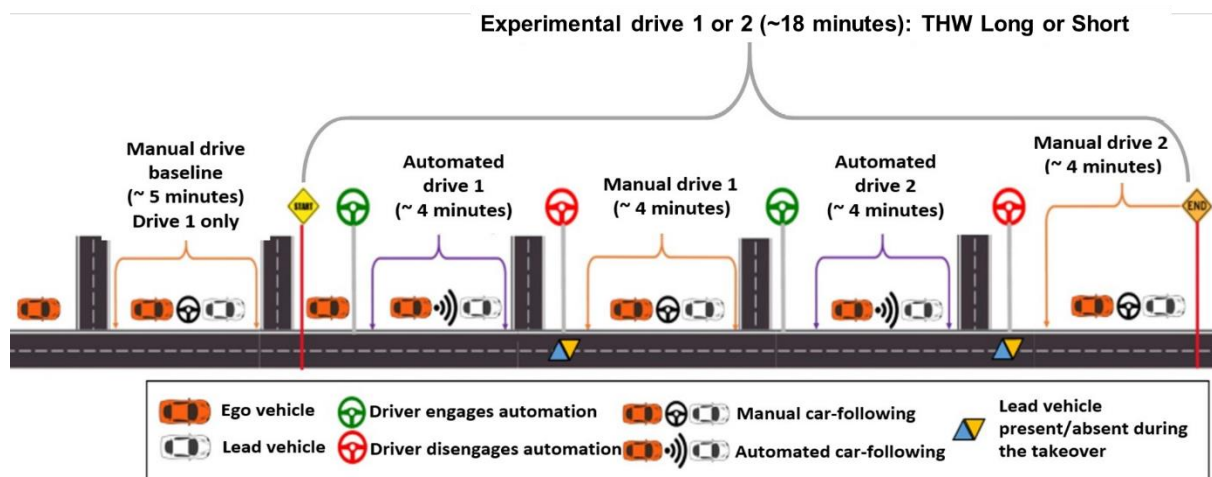 Experimental drive 1 or 2 (~18 minutes): THW Long or Short
Manual drive
baseline
(~ 5 minutes)
Drive 1 only
START
Automated
drive 1
(~ 4 minutes)
Manual drive 1
(~ 4 minutes)
Automated
drive 2
(~ 4 minutes)
Manual drive 2
(~ 4 minutes)
END
Ego vehicle
Lead vehicle
Driver engages automation
Driver disengages automation
Manual car-following
Automated car-following
Lead vehicle
present/absent during
the takeover